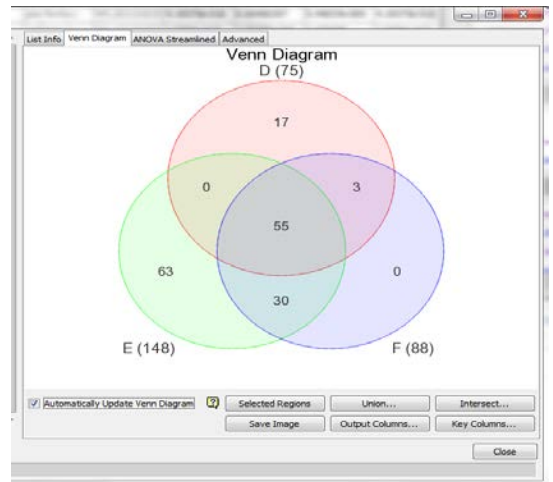 List Info Venn Diagram ANOVA Streamlined Advanced
Venn Diagram
D (75)
17
0
3
55
63
0
30
E (148)
F (88)
Automatically Update Venn Diagram Selected Regions Union... Intersect...
Save Image Output Columns... Key Columns...
Close